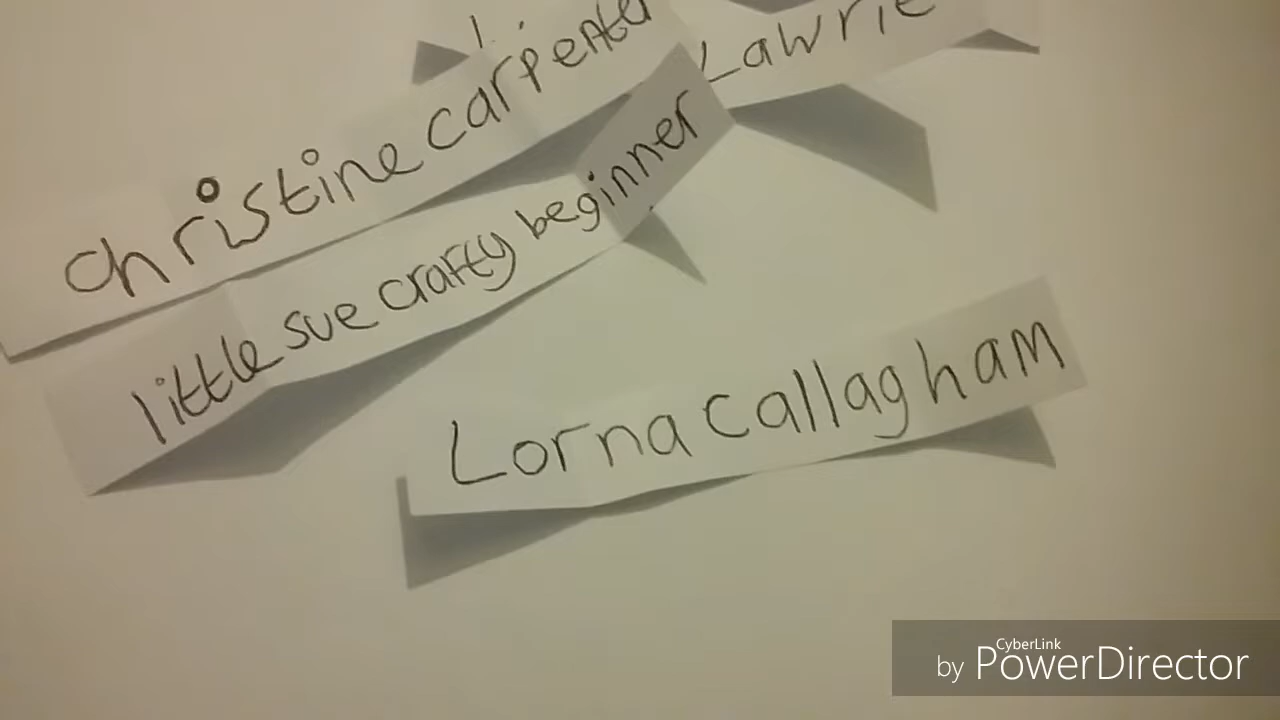 Lawrie
christine carpenter
little sue crafty beginner
Lorna Callagham
CyberLink
by PowerDirector